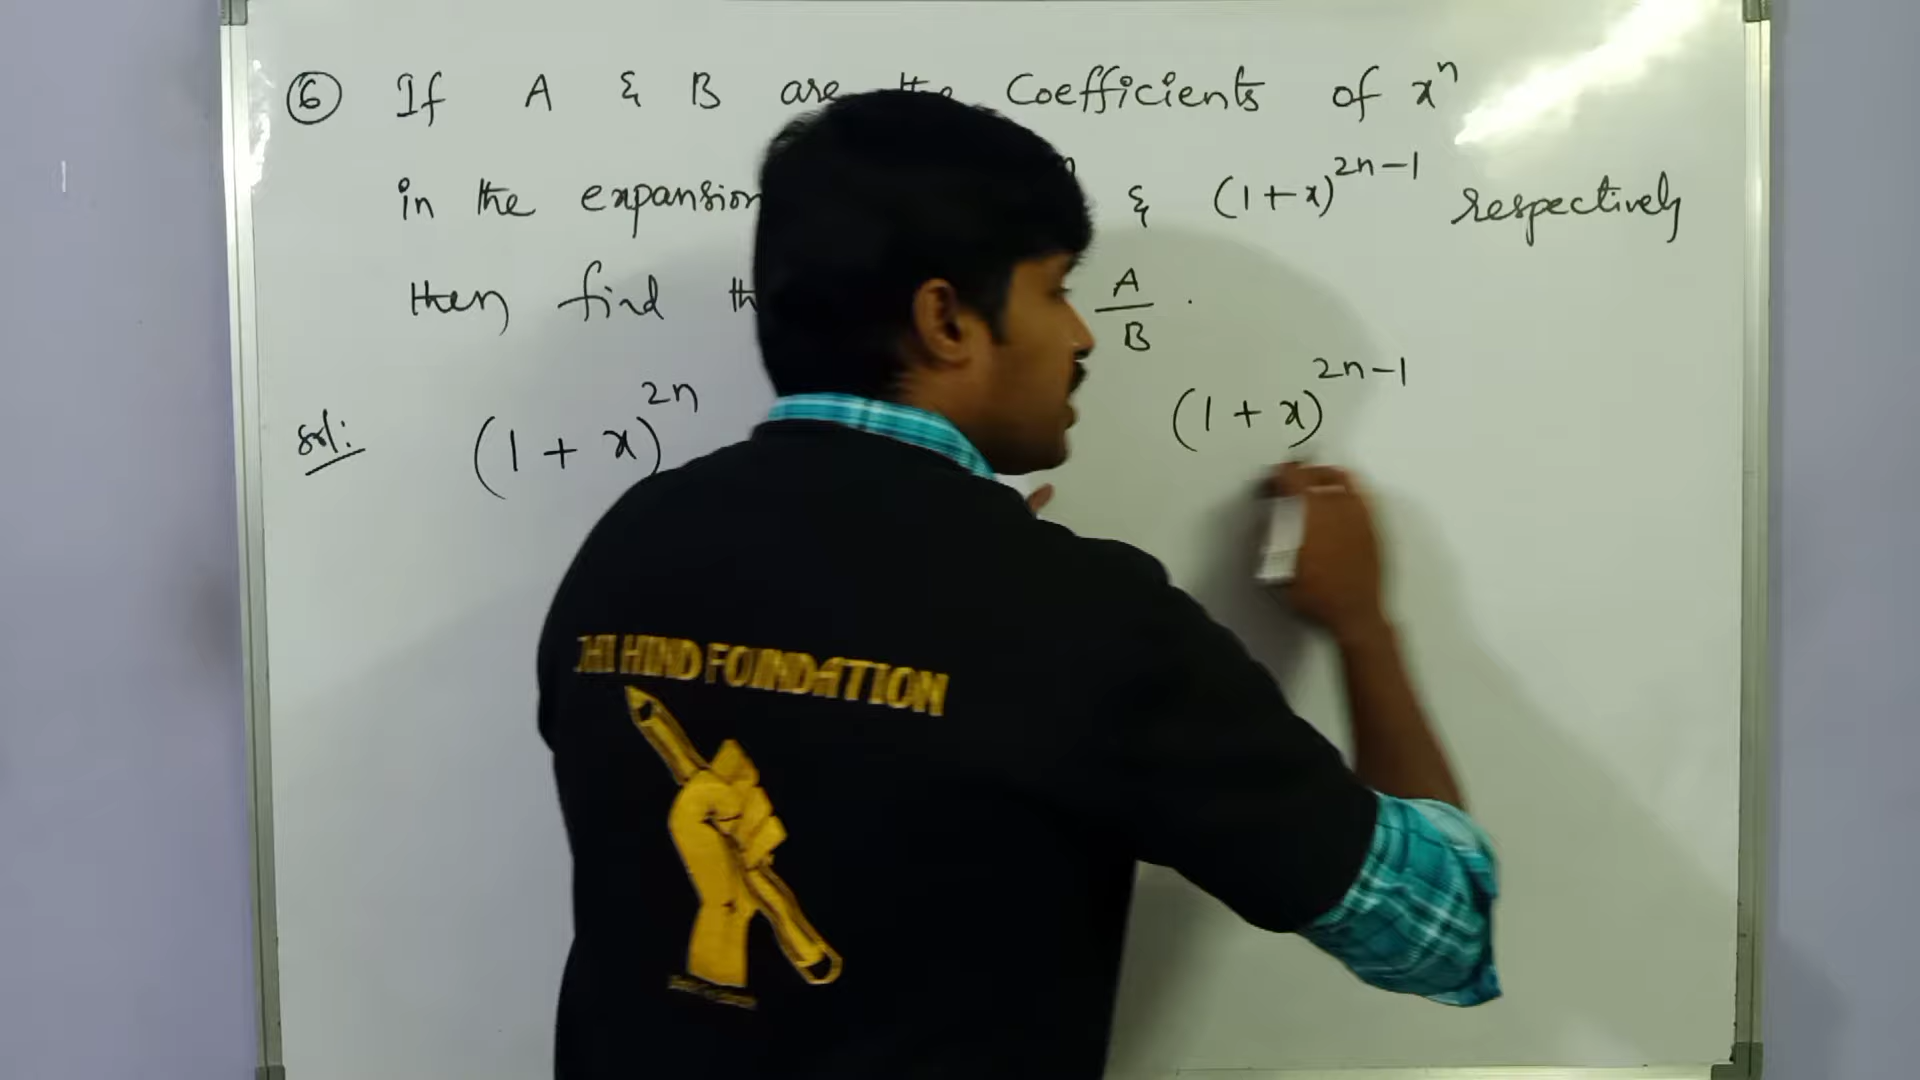 6 If A & B are the Coefficients of xⁿ
in the expansion & (1+x)²ⁿ⁻¹ respectively
then find A/B.
Sol: (1 + x)²ⁿ (1 + x)²ⁿ⁻¹
JAI HIND FOUNDATION